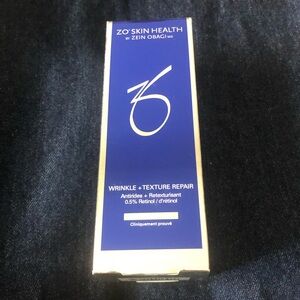 ZO® SKIN HEALTH
BY ZEIN OBAGI MD
WRINKLE + TEXTURE REPAIR
Antirides + Retexturisant
0.5% Retinol / d'rétinol
Cliniquement prouvé